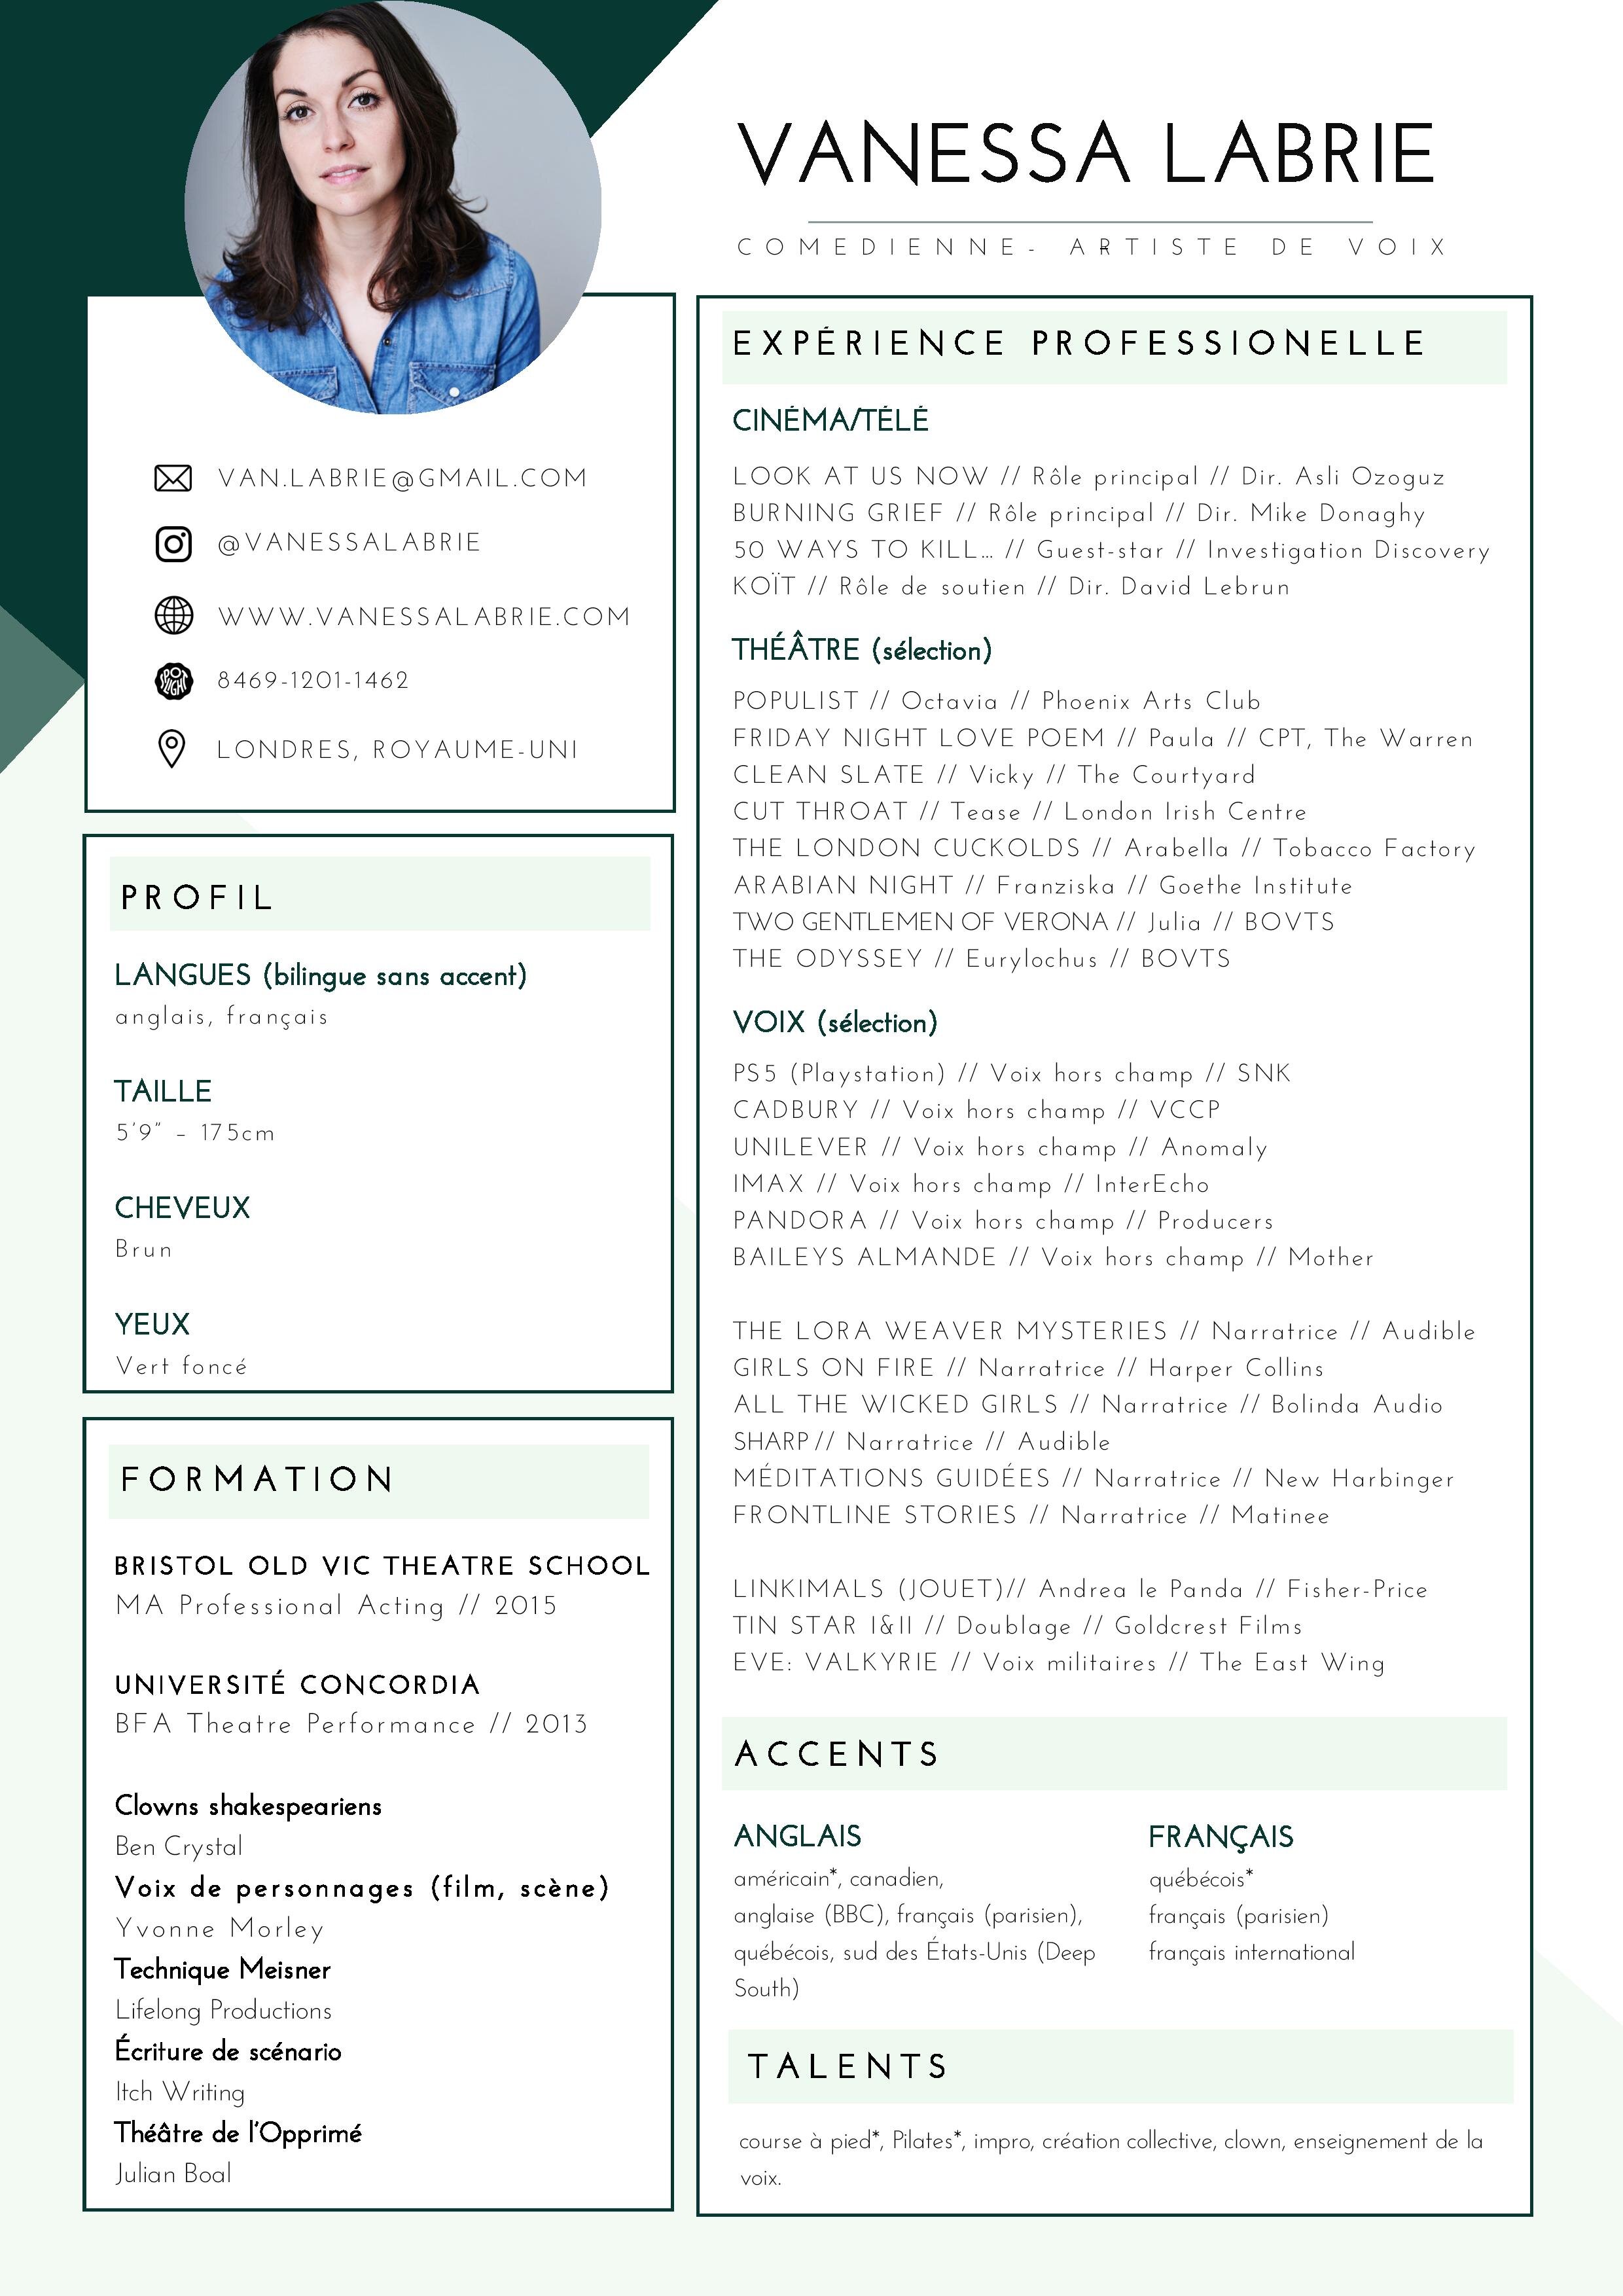 VANESSA LABRIE
COMEDIENNE- ARTISTE DE VOIX
VAN.LABRIE@GMAIL.COM
@VANESSALABRIE
WWW.VANESSALABRIE.COM
SPOTLIGHT
8469-1201-1462
LONDRES, ROYAUME-UNI
PROFIL
LANGUES (bilingue sans accent)
anglais, français
TAILLE
5'9" – 175cm
CHEVEUX
Brun
YEUX
Vert foncé
FORMATION
BRISTOL OLD VIC THEATRE SCHOOL
MA Professional Acting // 2015
UNIVERSITÉ CONCORDIA
BFA Theatre Performance // 2013
Clowns shakespeariens
Ben Crystal
Voix de personnages (film, scène)
Yvonne Morley
Technique Meisner
Lifelong Productions
Écriture de scénario
Itch Writing
Théâtre de l'Opprimé
Julian Boal
EXPÉRIENCE PROFESSIONELLE
CINÉMA/TÉLÉ
LOOK AT US NOW // Rôle principal // Dir. Asli Ozoguz
BURNING GRIEF // Rôle principal // Dir. Mike Donaghy
50 WAYS TO KILL... // Guest-star // Investigation Discovery
KOÏT // Rôle de soutien // Dir. David Lebrun
THÉÂTRE (sélection)
POPULIST // Octavia // Phoenix Arts Club
FRIDAY NIGHT LOVE POEM // Paula // CPT, The Warren
CLEAN SLATE // Vicky // The Courtyard
CUT THROAT // Tease // London Irish Centre
THE LONDON CUCKOLDS // Arabella // Tobacco Factory
ARABIAN NIGHT // Franziska // Goethe Institute
TWO GENTLEMEN OF VERONA // Julia // BOVTS
THE ODYSSEY // Eurylochus // BOVTS
VOIX (sélection)
PS5 (Playstation) // Voix hors champ // SNK
CADBURY // Voix hors champ // VCCP
UNILEVER // Voix hors champ // Anomaly
IMAX // Voix hors champ // InterEcho
PANDORA // Voix hors champ // Producers
BAILEYS ALMANDE // Voix hors champ // Mother
THE LORA WEAVER MYSTERIES // Narratrice // Audible
GIRLS ON FIRE // Narratrice // Harper Collins
ALL THE WICKED GIRLS // Narratrice // Bolinda Audio
SHARP // Narratrice // Audible
MÉDITATIONS GUIDÉES // Narratrice // New Harbinger
FRONTLINE STORIES // Narratrice // Matinee
LINKIMALS (JOUET)// Andrea le Panda // Fisher-Price
TIN STAR I&II // Doublage // Goldcrest Films
EVE: VALKYRIE // Voix militaires // The East Wing
ACCENTS
ANGLAIS
américain*, canadien,
anglaise (BBC), français (parisien),
québécois, sud des États-Unis (Deep
South)
FRANÇAIS
québécois*
français (parisien)
français international
TALENTS
course à pied*, Pilates*, impro, création collective, clown, enseignement de la
voix.